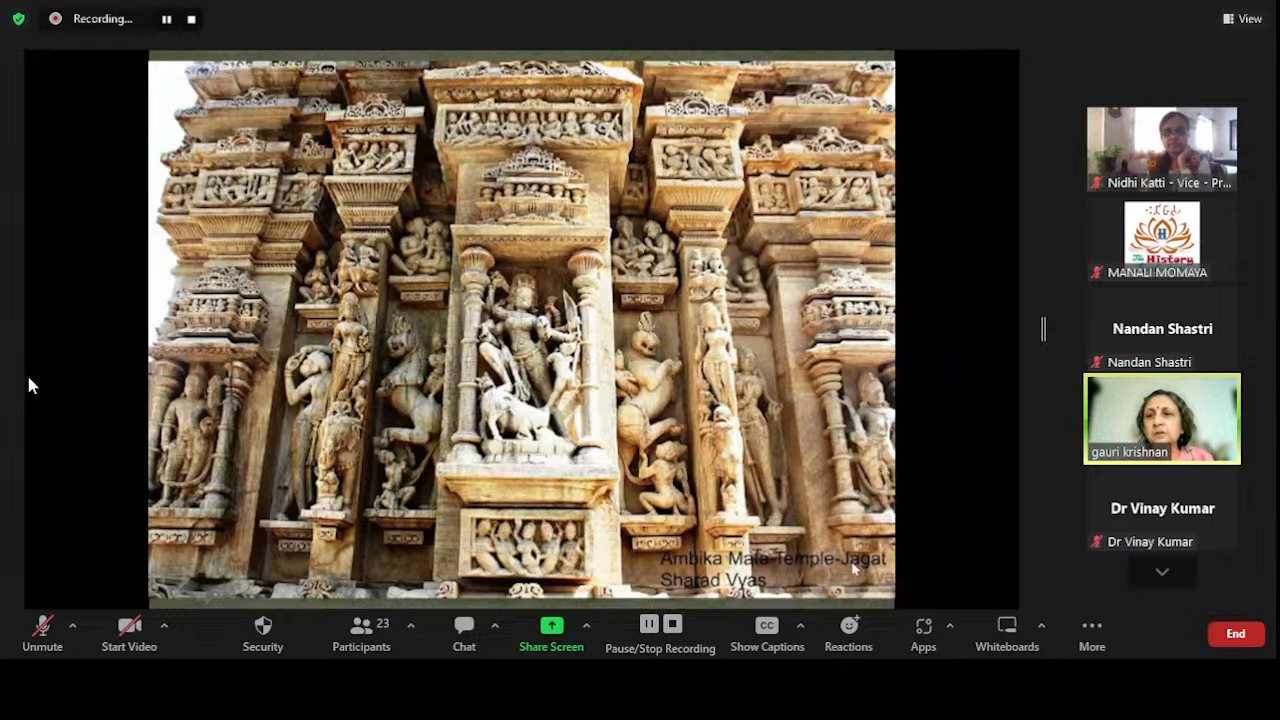 Recording...
View
Nidhi Katti - Vice - Pr...
H
The History
MANALI MOMAYA
Nandan Shastri
Nandan Shastri
gauri krishnan
Dr Vinay Kumar
Dr Vinay Kumar
Ambika Mata-Temple-Jagat
Sharad Vyas
Unmute
Start Video
Security
23
Participants
Chat
Share Screen
Pause/Stop Recording
CC
Show Captions
Reactions
Apps
Whiteboards
More
End